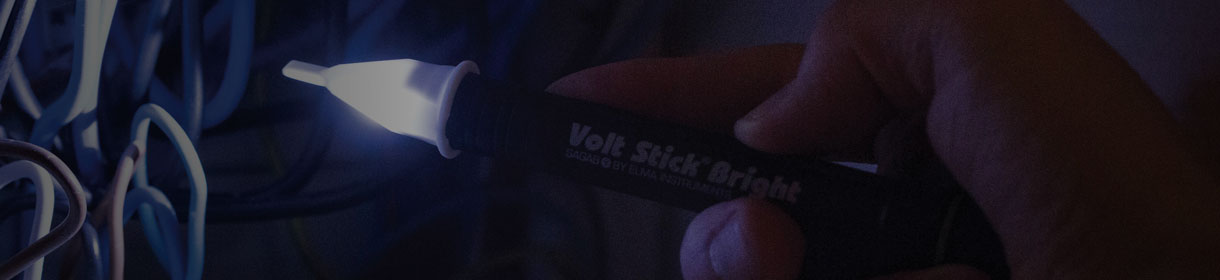 Volt Stick® Bright
BY ELMA INSTRUMENTS